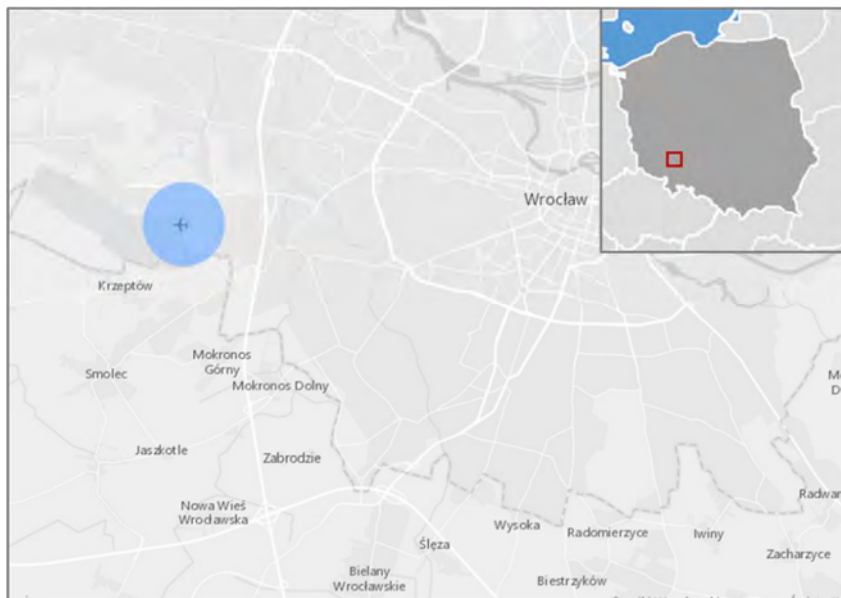 Wrocław
Krzeptów
Mokronos
Górny
Smolec
Mokronos Dolny
Jaszkotle
Zabrodzie
Nowa Wieś
Wrocławska
Wysoka
Radomierzyce
Iwiny
Ślęza
Zacharzyce
Bielany
Wrocławskie
Biestrzyków